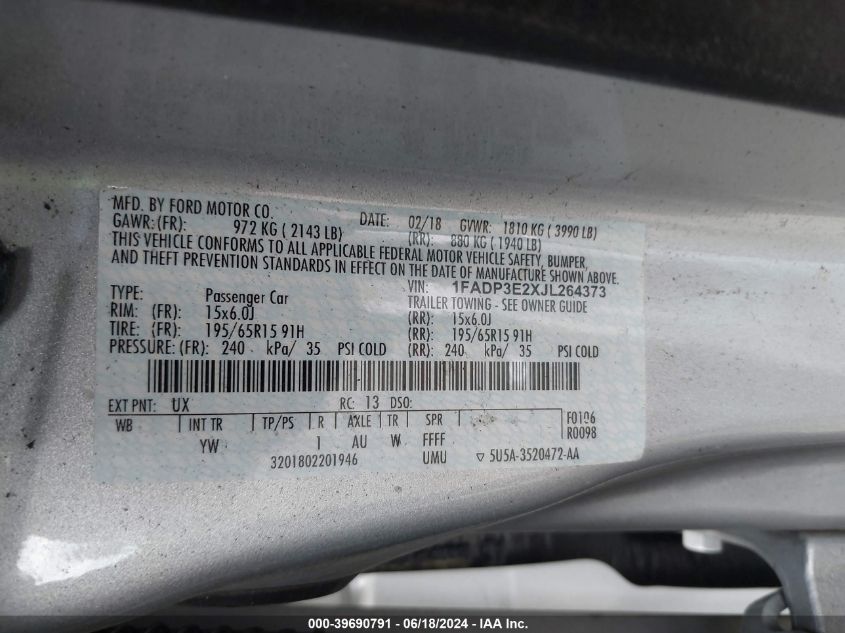 MFD. BY FORD MOTOR CO. DATE: 02/18 GVWR: 1810 KG ( 3990 LB)
GAWR: (FR): 972 KG ( 2143 LB) (RR): 880 KG ( 1940 LB)
THIS VEHICLE CONFORMS TO ALL APPLICABLE FEDERAL MOTOR VEHICLE SAFETY, BUMPER,
AND THEFT PREVENTION STANDARDS IN EFFECT ON THE DATE OF MANUFACTURE SHOWN ABOVE.
VIN: 1FADP3E2XJL264373
TYPE: Passenger Car TRAILER TOWING - SEE OWNER GUIDE
RIM: (FR): 15x6.0J (RR): 15x6.0J
TIRE: (FR): 195/65R15 91H (RR): 195/65R15 91H
PRESSURE: (FR): 240 kPa/ 35 PSI COLD (RR): 240 kPa/ 35 PSI COLD
EXT PNT: UX RC: 13 DSO:
WB INT TR TP/PS R AXLE TR SPR F0106
YW 1 AU W FFFF R0098
3201802201946 UMU ▽ 5U5A-3520472-AA
000-39690791 - 06/18/2024 - IAA Inc.